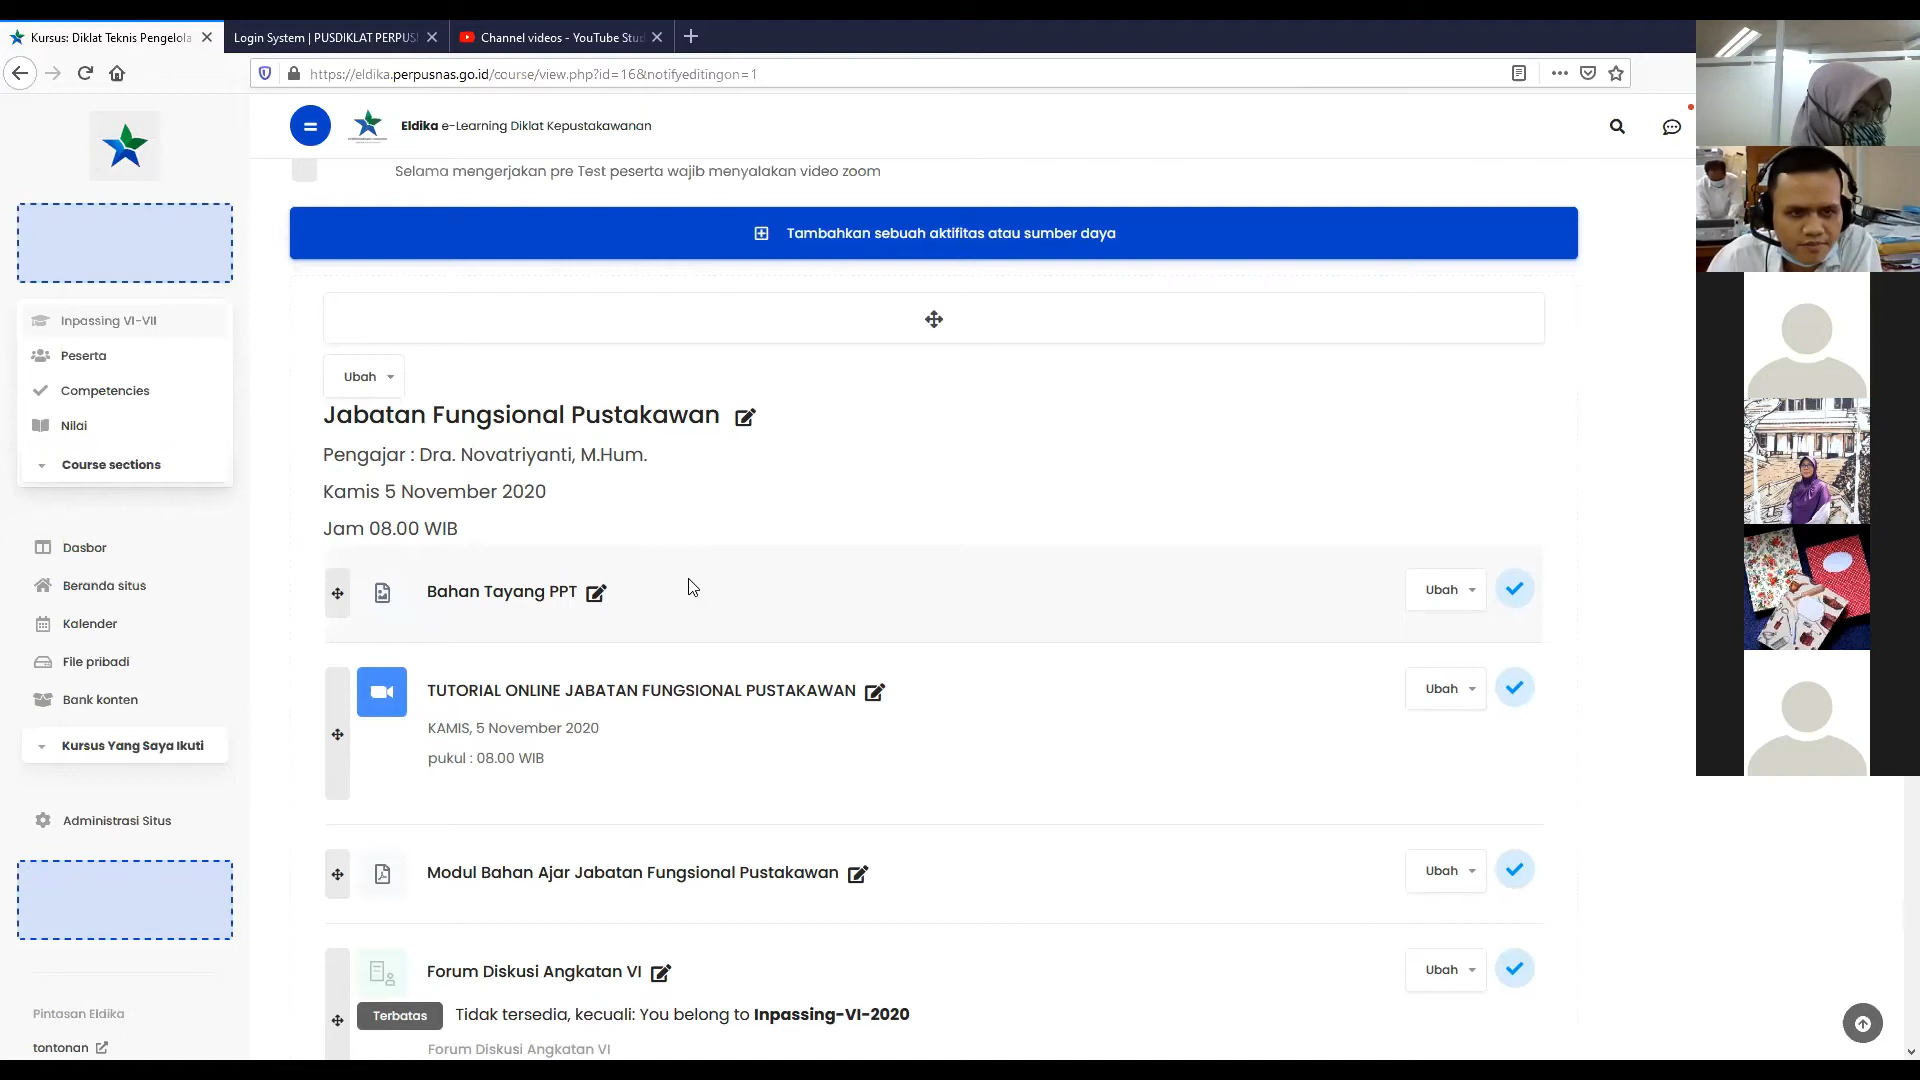 Kursus: Diklat Teknis Pengelola
Login System | PUSDIKLAT PERPUS
Channel videos - YouTube Stu
https://eldika.perpusnas.go.id/course/view.php?id=16&notifyeditingon=1
Eldika e-Learning Diklat Kepustakawanan
Selama mengerjakan pre Test peserta wajib menyalakan video zoom
Tambahkan sebuah aktifitas atau sumber daya
Inpassing VI-VII
Peserta
Competencies
Nilai
Course sections
Dasbor
Beranda situs
Kalender
File pribadi
Bank konten
Kursus Yang Saya Ikuti
Administrasi Situs
Pintasan Eldika
tontonan
Ubah
Jabatan Fungsional Pustakawan
Pengajar : Dra. Novatriyanti, M.Hum.
Kamis 5 November 2020
Jam 08.00 WIB
Bahan Tayang PPT
Ubah
TUTORIAL ONLINE JABATAN FUNGSIONAL PUSTAKAWAN
Ubah
KAMIS, 5 November 2020
pukul : 08.00 WIB
Modul Bahan Ajar Jabatan Fungsional Pustakawan
Ubah
Forum Diskusi Angkatan VI
Ubah
Terbatas Tidak tersedia, kecuali: You belong to Inpassing-VI-2020
Forum Diskusi Angkatan VI